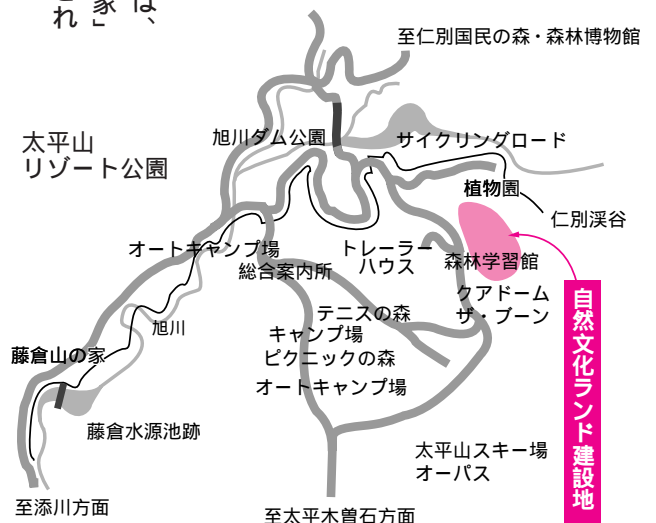 は、
家」
され
至仁別国民の森・森林博物館
太平山
リゾート公園
旭川ダム公園
サイクリングロード
植物園
仁別渓谷
オートキャンプ場
総合案内所
トレーラー
ハウス
森林学習館
クアドーム
ザ・ブーン
テニスの森
キャンプ場
ピクニックの森
オートキャンプ場
旭川
藤倉山の家
藤倉水源池跡
太平山スキー場
オーパス
至添川方面
至太平木曽石方面
自然文化ランド建設地